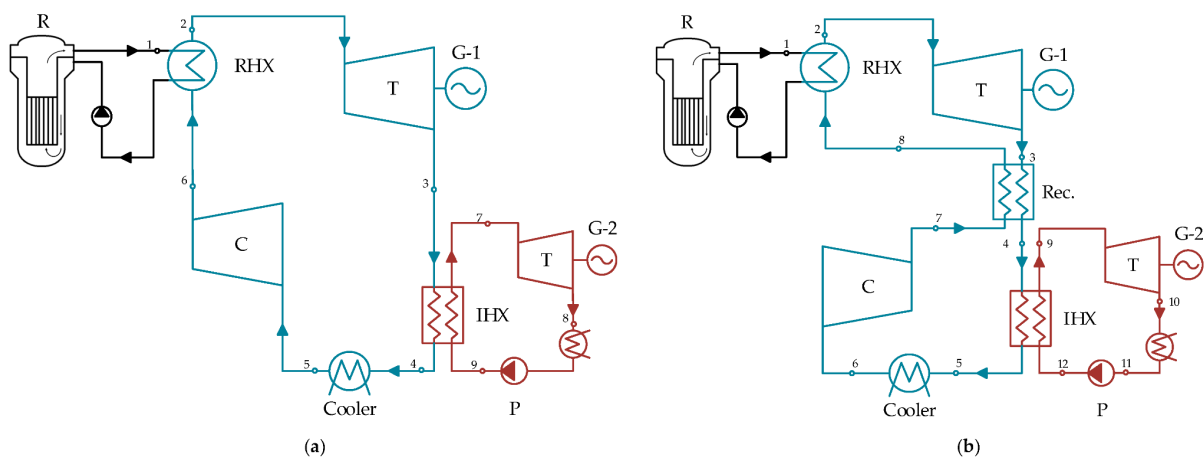 R
1
2
RHX
T
G-1
3
6
C
7
T
G-2
IHX
8
5
4
9
Cooler
P
(a)
R
1
2
RHX
T
G-1
8
3
Rec.
7
4
9
T
G-2
C
IHX
10
6
5
12
11
Cooler
P
(b)